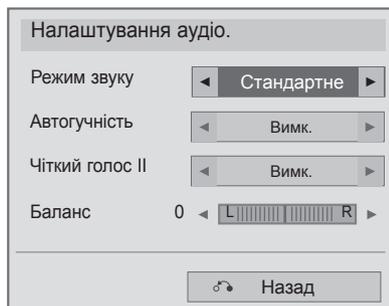 Налаштування аудіо.
Режим звуку ◄ Стандартне ►
Автогучність ◄ Вимк. ►
Чіткий голос II ◄ Вимк. ►
Баланс 0 ◄ L R ►
Назад